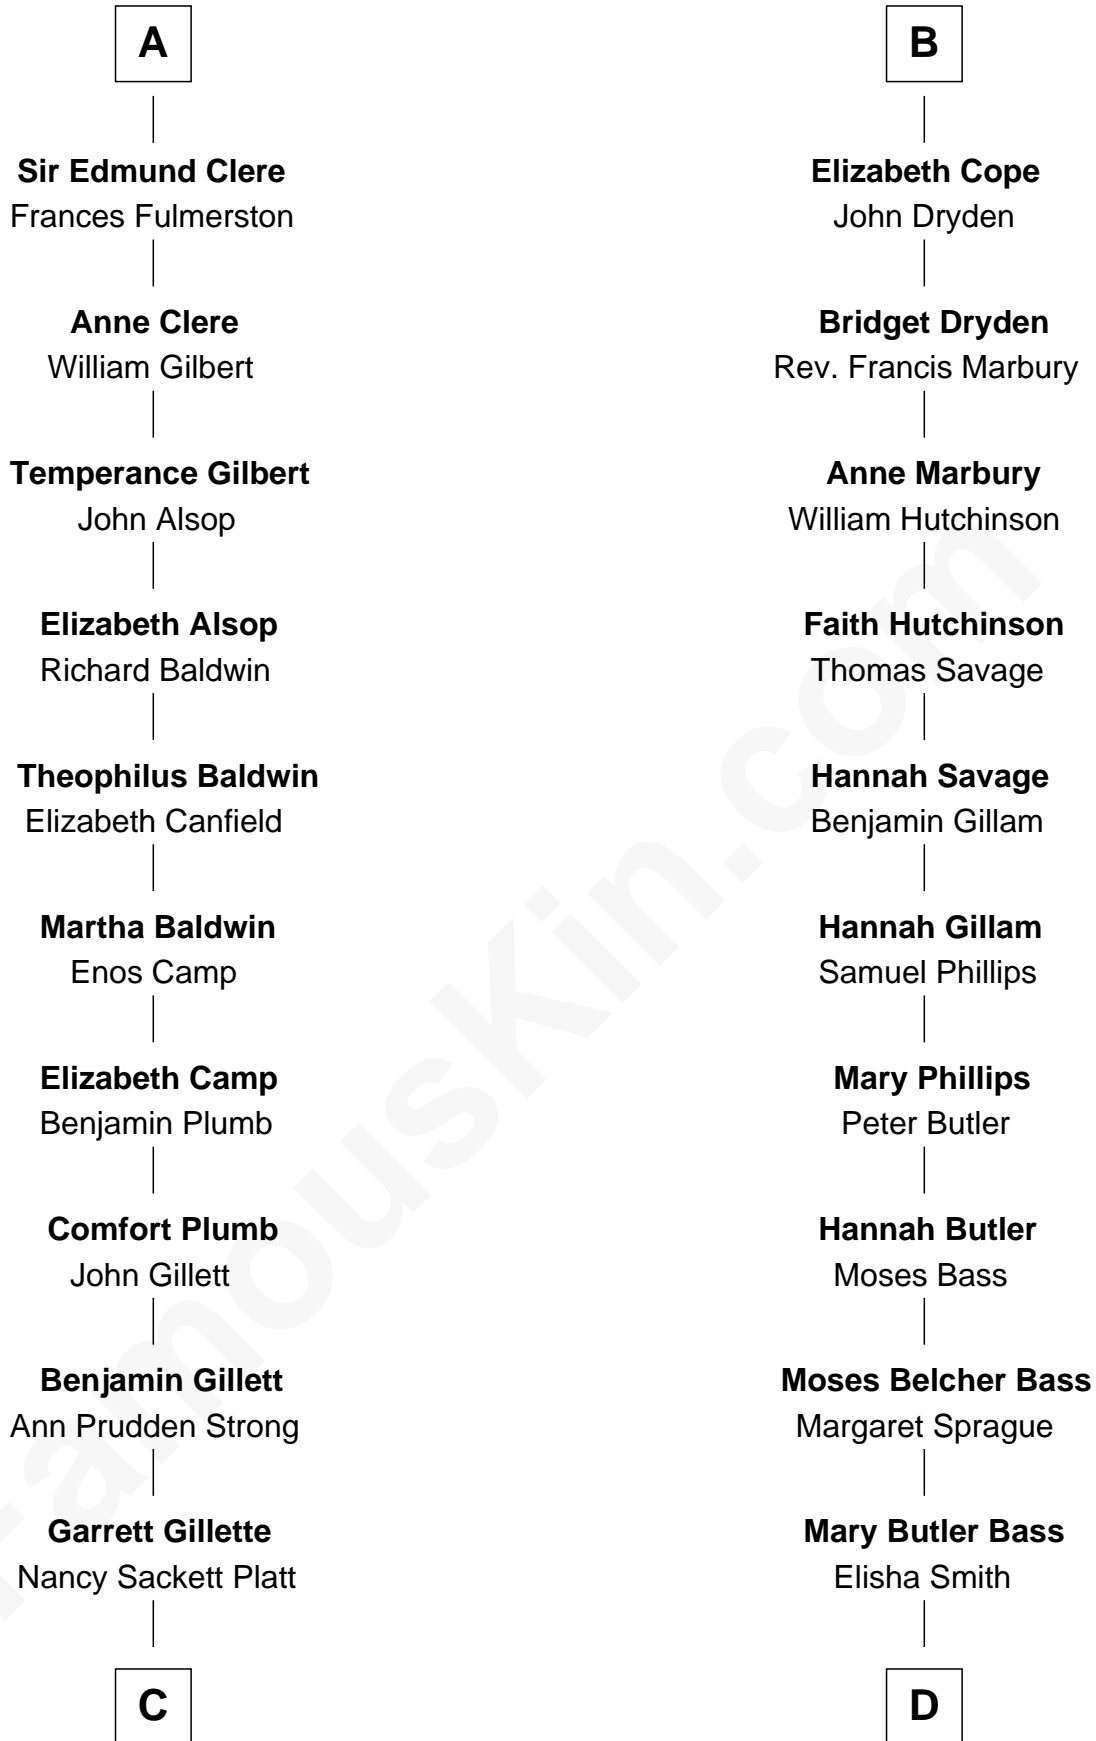 A
Sir Edmund Clere
Frances Fulmerston
Anne Clere
William Gilbert
Temperance Gilbert
John Alsop
Elizabeth Alsop
Richard Baldwin
Theophilus Baldwin
Elizabeth Canfield
Martha Baldwin
Enos Camp
Elizabeth Camp
Benjamin Plumb
Comfort Plumb
John Gillett
Benjamin Gillett
Ann Prudden Strong
Garrett Gillette
Nancy Sackett Platt
C
B
Elizabeth Cope
John Dryden
Bridget Dryden
Rev. Francis Marbury
Anne Marbury
William Hutchinson
Faith Hutchinson
Thomas Savage
Hannah Savage
Benjamin Gillam
Hannah Gillam
Samuel Phillips
Mary Phillips
Peter Butler
Hannah Butler
Moses Bass
Moses Belcher Bass
Margaret Sprague
Mary Butler Bass
Elisha Smith
D
FamousKin.com